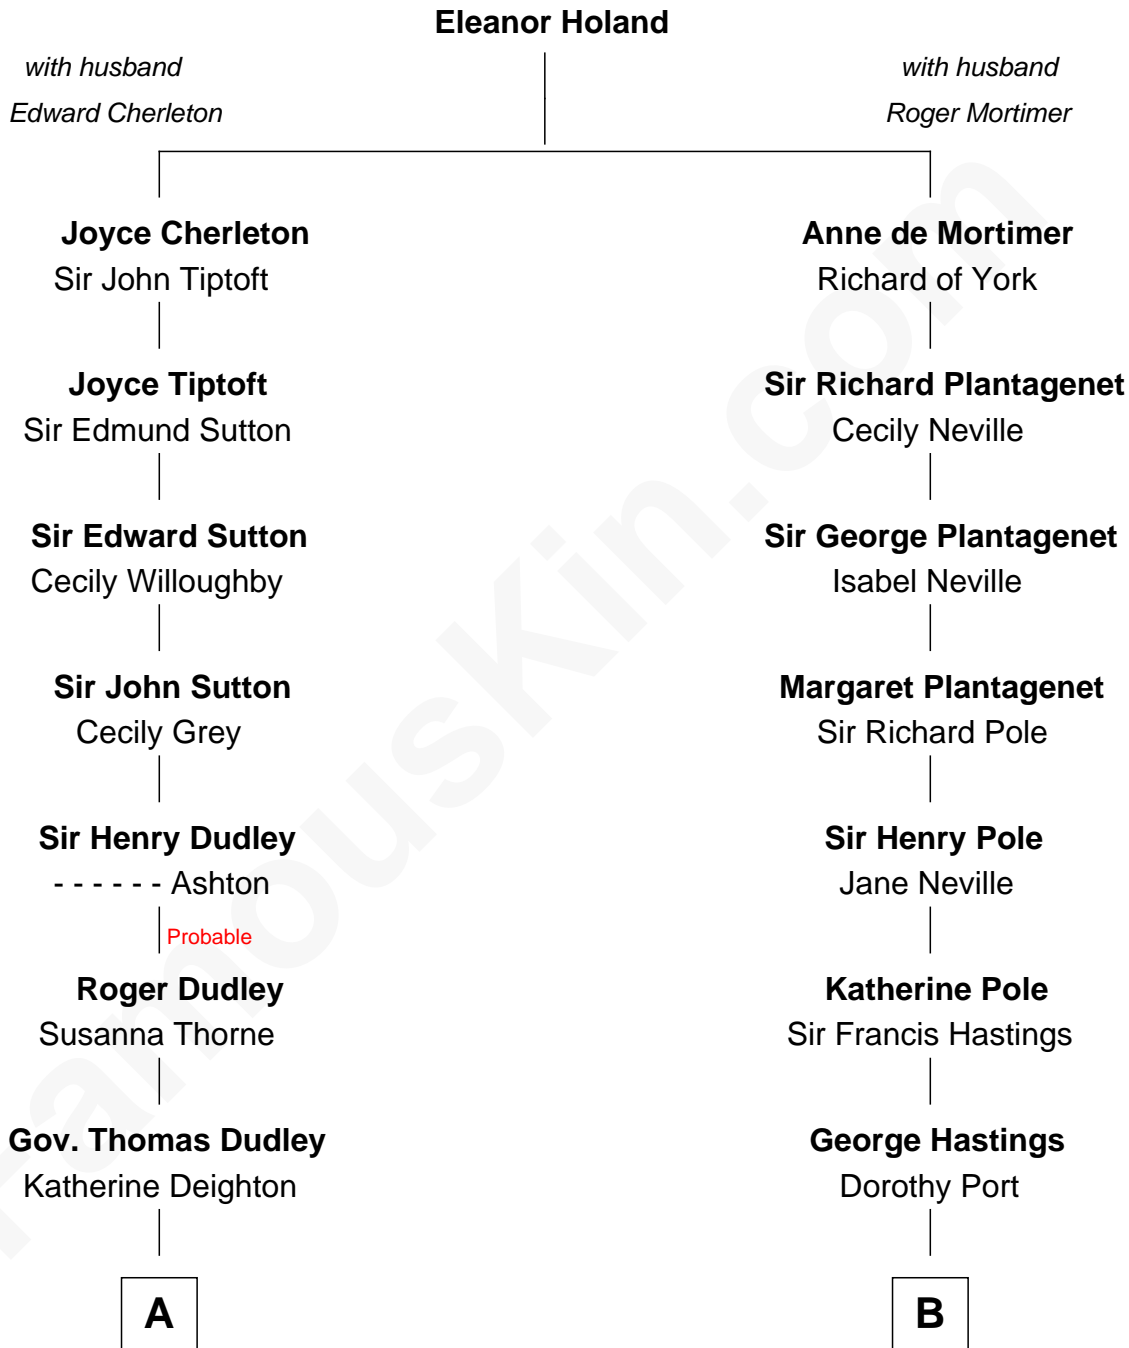 Eleanor Holand
with husband
Edward Cherleton
with husband
Roger Mortimer
Joyce Cherleton
Sir John Tiptoft
Anne de Mortimer
Richard of York
Joyce Tiptoft
Sir Edmund Sutton
Sir Richard Plantagenet
Cecily Neville
Sir Edward Sutton
Cecily Willoughby
Sir George Plantagenet
Isabel Neville
Sir John Sutton
Cecily Grey
Margaret Plantagenet
Sir Richard Pole
Sir Henry Dudley
- - - - - - Ashton
Probable
Sir Henry Pole
Jane Neville
Roger Dudley
Susanna Thorne
Katherine Pole
Sir Francis Hastings
Gov. Thomas Dudley
Katherine Deighton
George Hastings
Dorothy Port
A
B
FamousKin.com